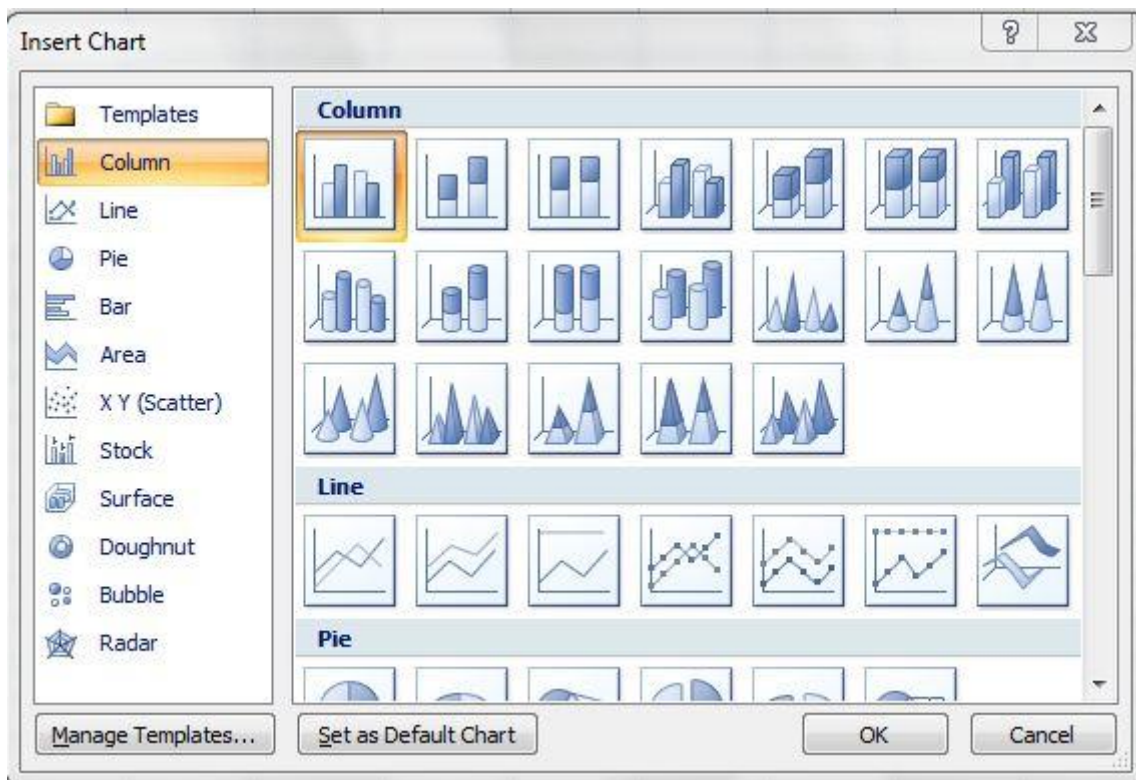 Insert Chart
Templates
Column
Line
Pie
Bar
Area
X Y (Scatter)
Stock
Surface
Doughnut
Bubble
Radar
Column
Line
Pie
Manage Templates...
Set as Default Chart
OK
Cancel